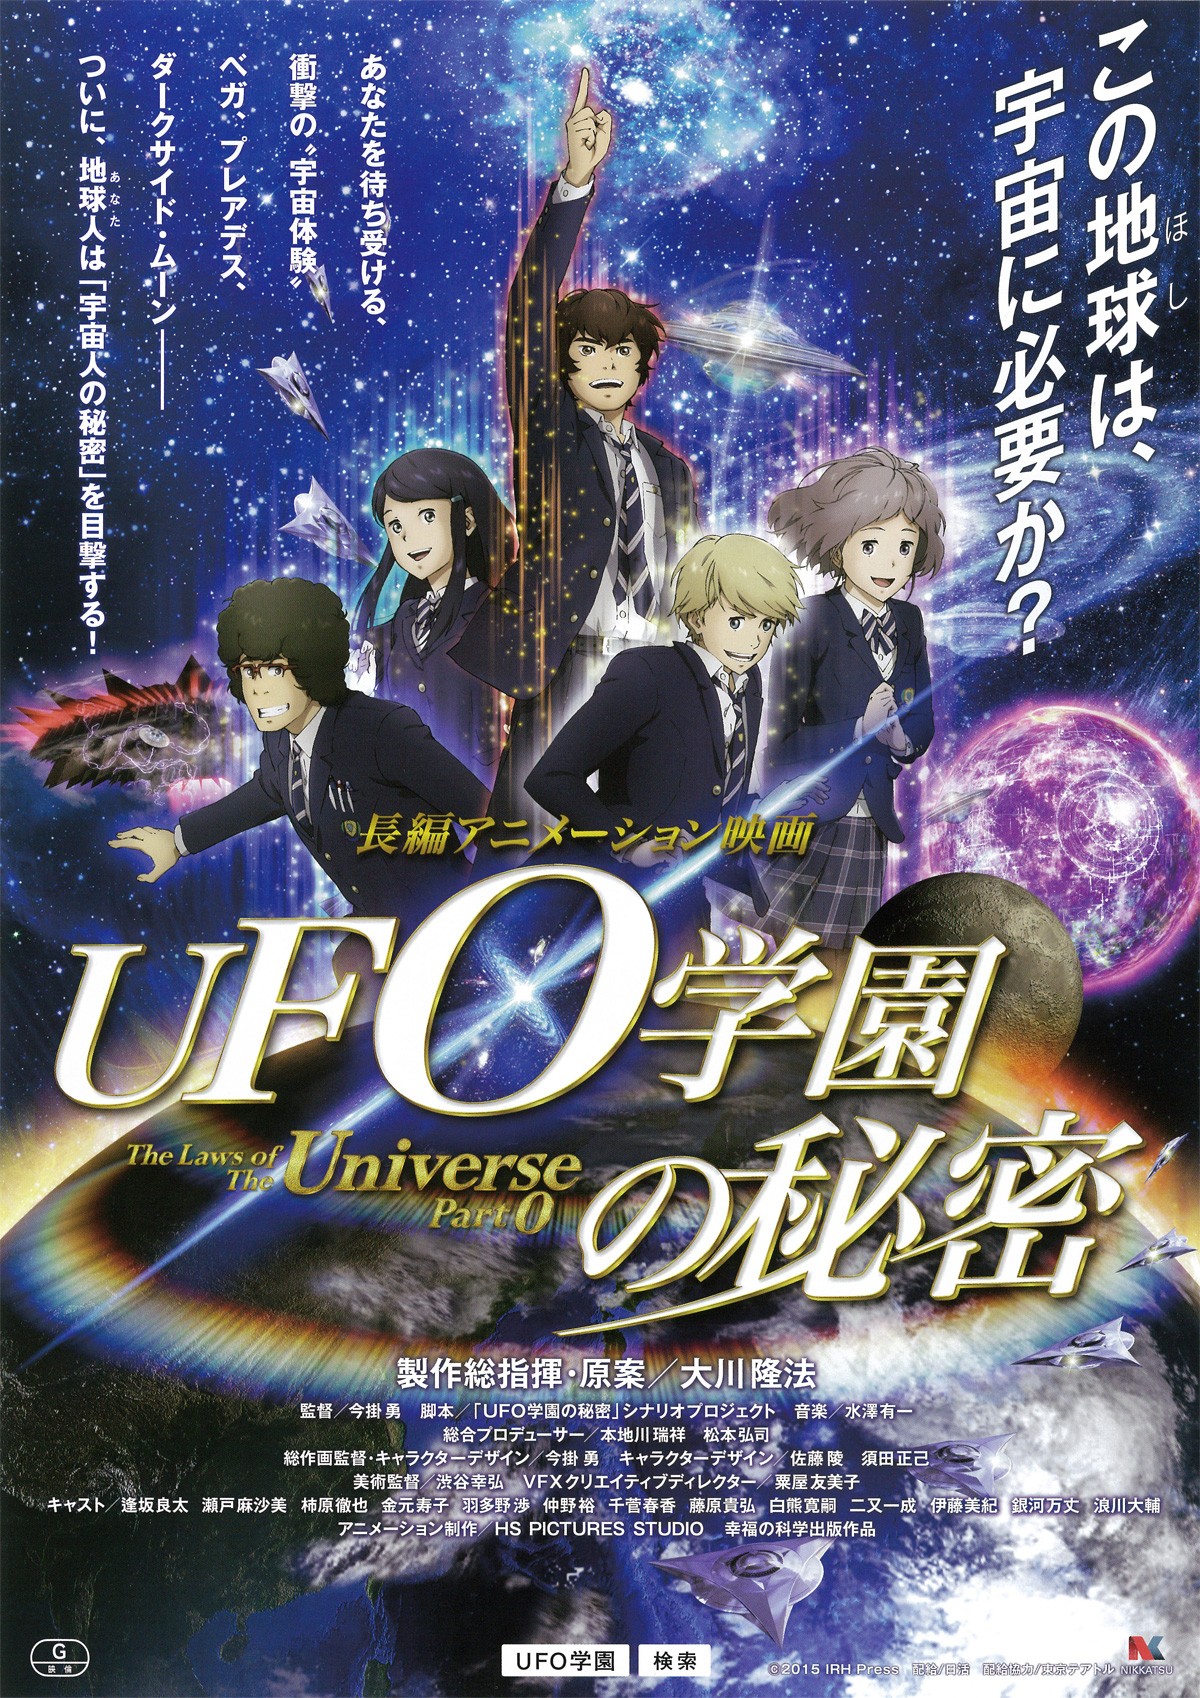 この地球は、
ほし
宇宙に必要か?
あなたを待ち受ける、
衝撃の“宇宙体験”
ベガ、プレアデス、
ダークサイド・ムーン――
ついに、地球人は「宇宙人の秘密」を目撃する!
あなた
長編アニメーション映画
UFO学園
の秘密
The Laws of
The Universe
Part 0
製作総指揮・原案／大川隆法
監督／今掛 勇　脚本／「UFO学園の秘密」シナリオプロジェクト　音楽／水澤有一
総合プロデューサー／本地川瑞祥　松本弘司
総作画監督・キャラクターデザイン／今掛 勇　キャラクターデザイン／佐藤 陵　須田正己
美術監督／渋谷幸弘　VFXクリエイティブディレクター／粟屋友美子
キャスト／逢坂良太　瀬戸麻沙美　柿原徹也　金元寿子　羽多野 渉　仲野裕　千菅春香　藤原貴弘　白熊寛嗣　二又一成　伊藤美紀　銀河万丈　浪川大輔
アニメーション制作／HS PICTURES STUDIO　幸福の科学出版作品
G
映倫
UFO学園 検索
©2015 IRH Press　配給/日活　配給協力/東京テアトル
NK
NIKKATSU